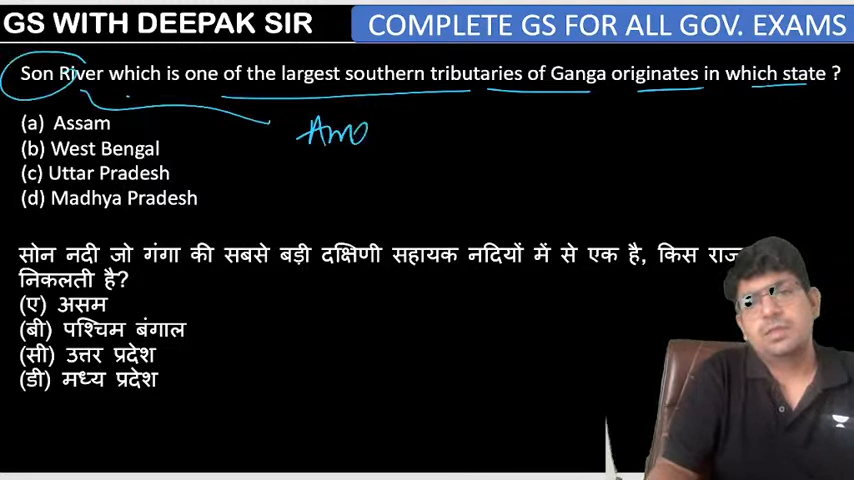 GS WITH DEEPAK SIR
COMPLETE GS FOR ALL GOV. EXAMS
Son River which is one of the largest southern tributaries of Ganga originates in which state ?
Amo
(a) Assam
(b) West Bengal
(c) Uttar Pradesh
(d) Madhya Pradesh
सोन नदी जो गंगा की सबसे बड़ी दक्षिणी सहायक नदियों में से एक है, किस
निकलती है?
(ए) असम
(बी) पश्चिम बंगाल
(सी) उत्तर प्रदेश
(डी) मध्य प्रदेश